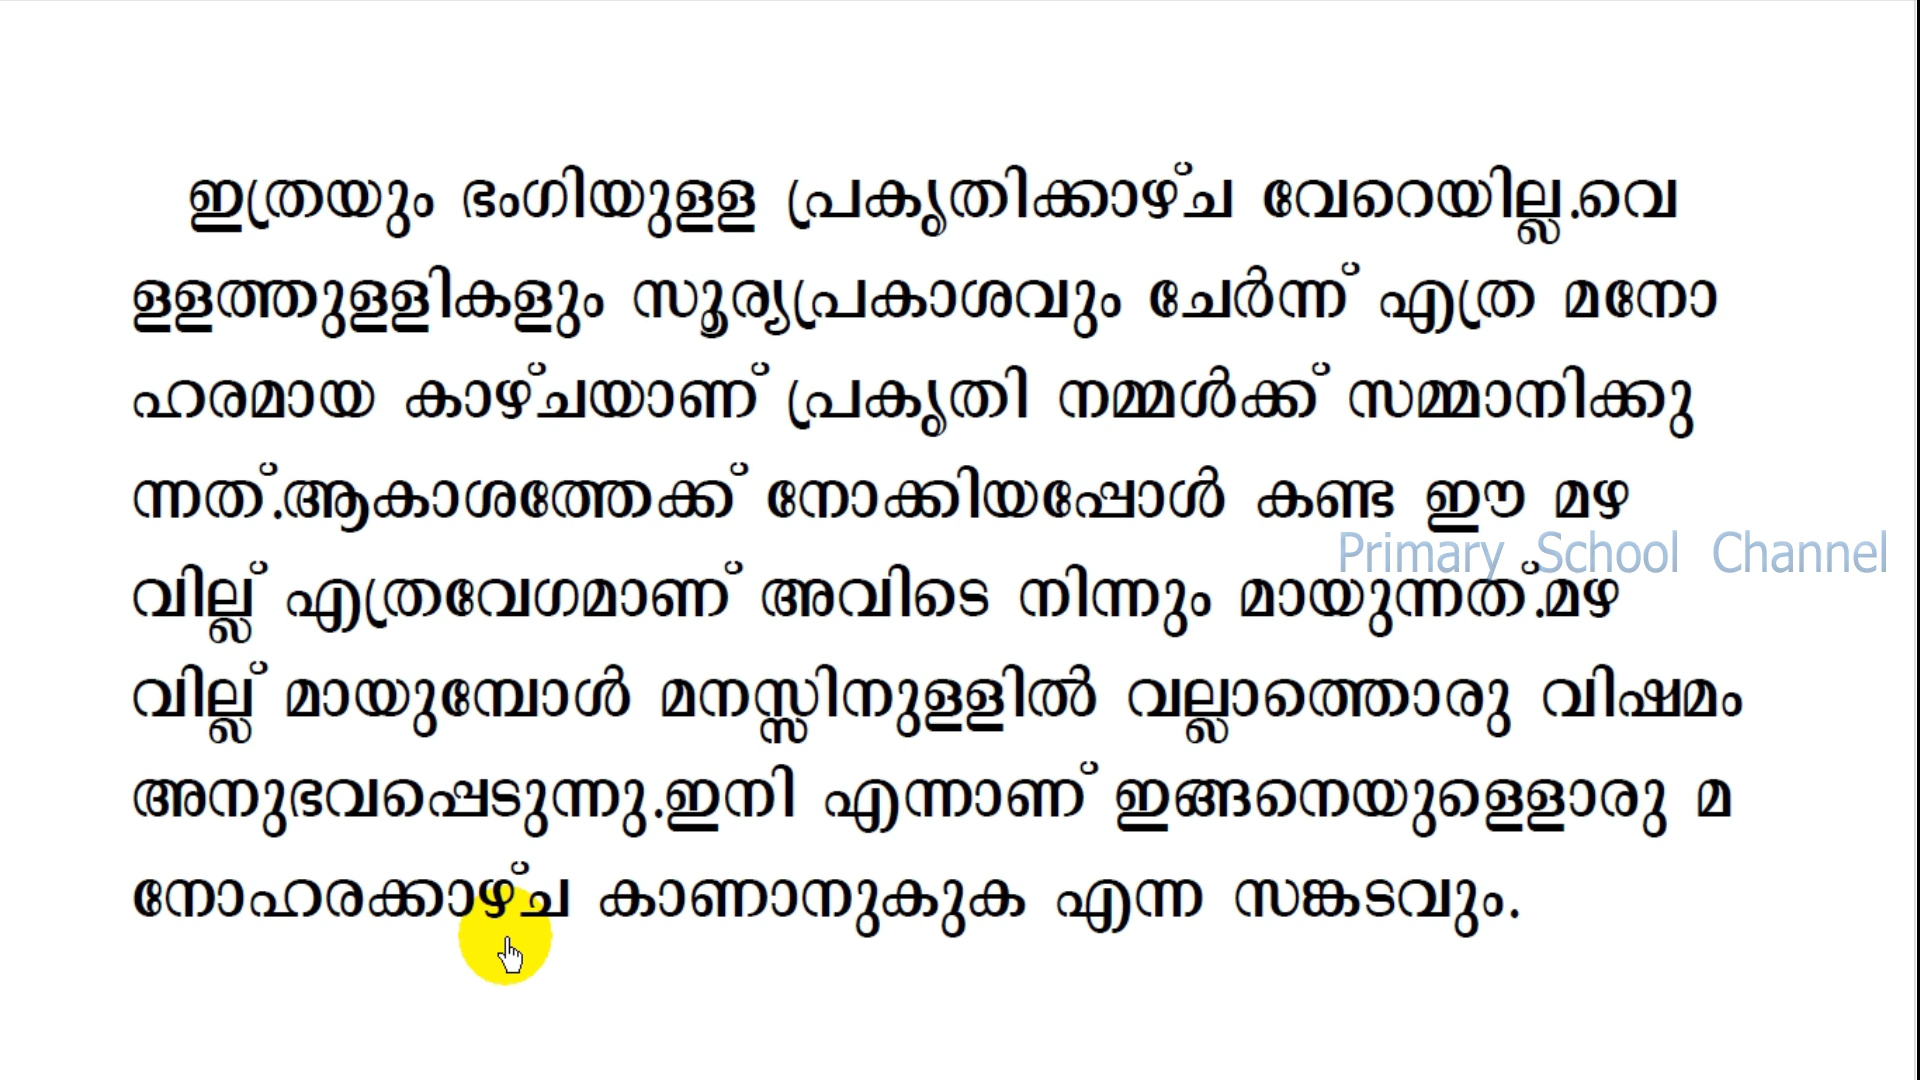 ഇത്രയും ഭംഗിയുള്ള പ്രകൃതിക്കാഴ്ച വേറെയില്ല.വെ
ള്ളത്തുള്ളികളും സൂര്യപ്രകാശവും ചേർന്ന് എത്ര മനോ
ഹരമായ കാഴ്ചയാണ് പ്രകൃതി നമ്മൾക്ക് സമ്മാനിക്കു
ന്നത്.ആകാശത്തേക്ക് നോക്കിയപ്പോൾ കണ്ട ഈ മഴ
Primary School Channel
വില്ല് എത്രവേഗമാണ് അവിടെ നിന്നും മായുന്നത്.മഴ
വില്ല് മായുമ്പോൾ മനസ്സിനുള്ളിൽ വല്ലാത്തൊരു വിഷമം
അനുഭവപ്പെടുന്നു.ഇനി എന്നാണ് ഇങ്ങനെയുള്ളൊരു മ
നോഹരക്കാഴ്ച കാണാനുകുക എന്ന സങ്കടവും.